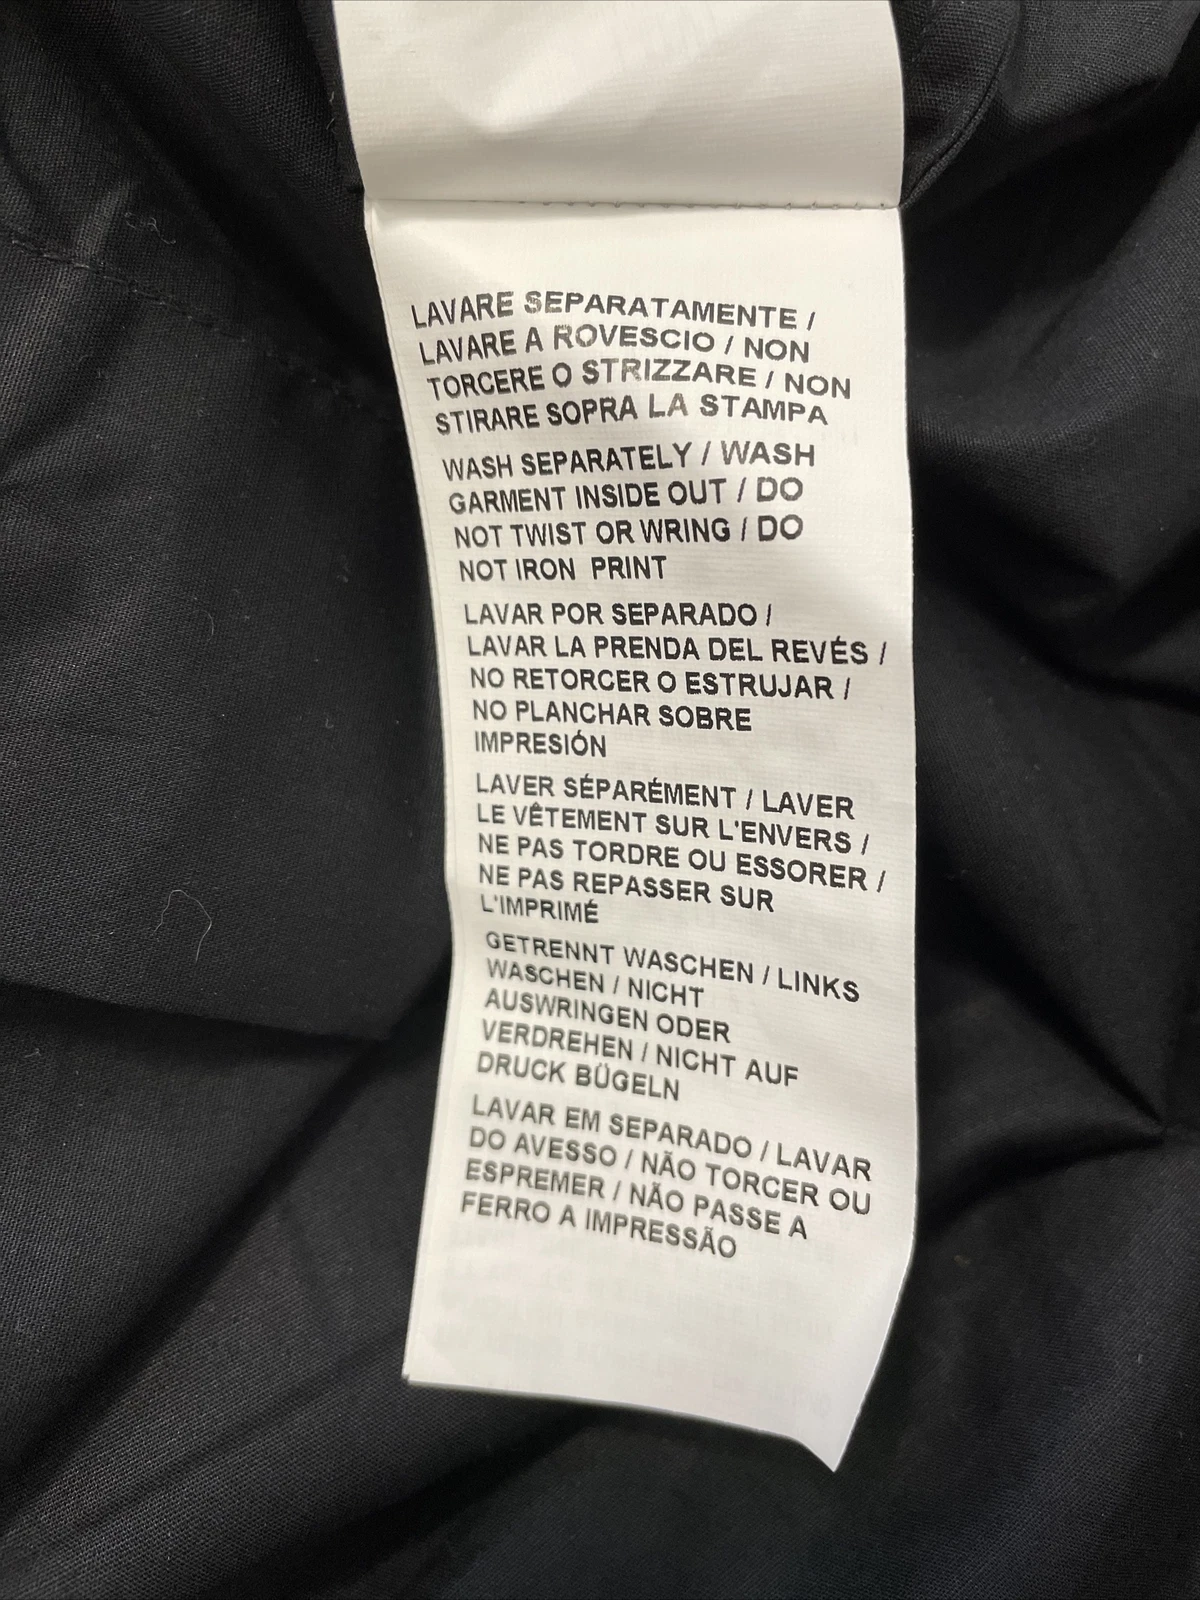 LAVARE SEPARATAMENTE /
LAVARE A ROVESCIO / NON
TORCERE O STRIZZARE / NON
STIRARE SOPRA LA STAMPA
WASH SEPARATELY / WASH
GARMENT INSIDE OUT / DO
NOT TWIST OR WRING / DO
NOT IRON PRINT
LAVAR POR SEPARADO /
LAVAR LA PRENDA DEL REVÉS /
NO RETORCER O ESTRUJAR /
NO PLANCHAR SOBRE
IMPRESIÓN
LAVER SÉPARÉMENT / LAVER
LE VÊTEMENT SUR L'ENVERS /
NE PAS TORDRE OU ESSORER /
NE PAS REPASSER SUR
L'IMPRIMÉ
GETRENNT WASCHEN / LINKS
WASCHEN / NICHT
AUSWRINGEN ODER
VERDREHEN / NICHT AUF
DRUCK BÜGELN
LAVAR EM SEPARADO / LAVAR
DO AVESSO / NÃO TORCER OU
ESPREMER / NÃO PASSE A
FERRO A IMPRESSÃO